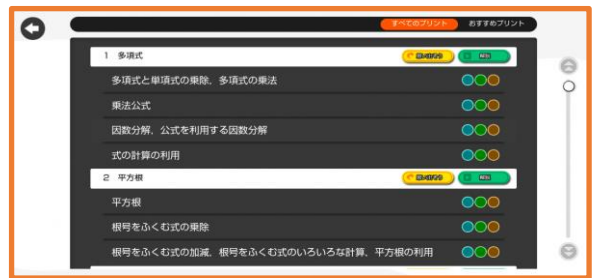 すべてのプリント おすすめプリント
1 多項式
多項式と単項式の乗除，多項式の乗法
乗法公式
因数分解，公式を利用する因数分解
式の計算の利用
2 平方根
平方根
根号をふくむ式の乗除
根号をふくむ式の加減，根号をふくむ式のいろいろな計算，平方根の利用